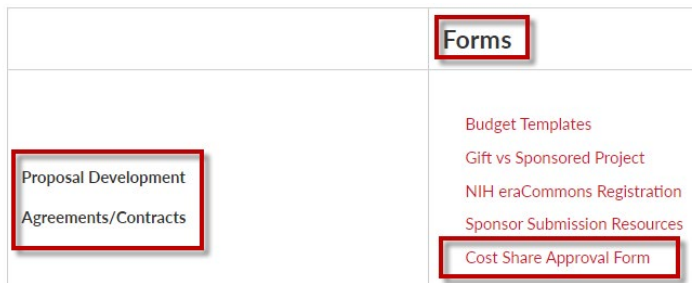 Forms
Proposal Development
Agreements/Contracts
Budget Templates
Gift vs Sponsored Project
NIH eraCommons Registration
Sponsor Submission Resources
Cost Share Approval Form